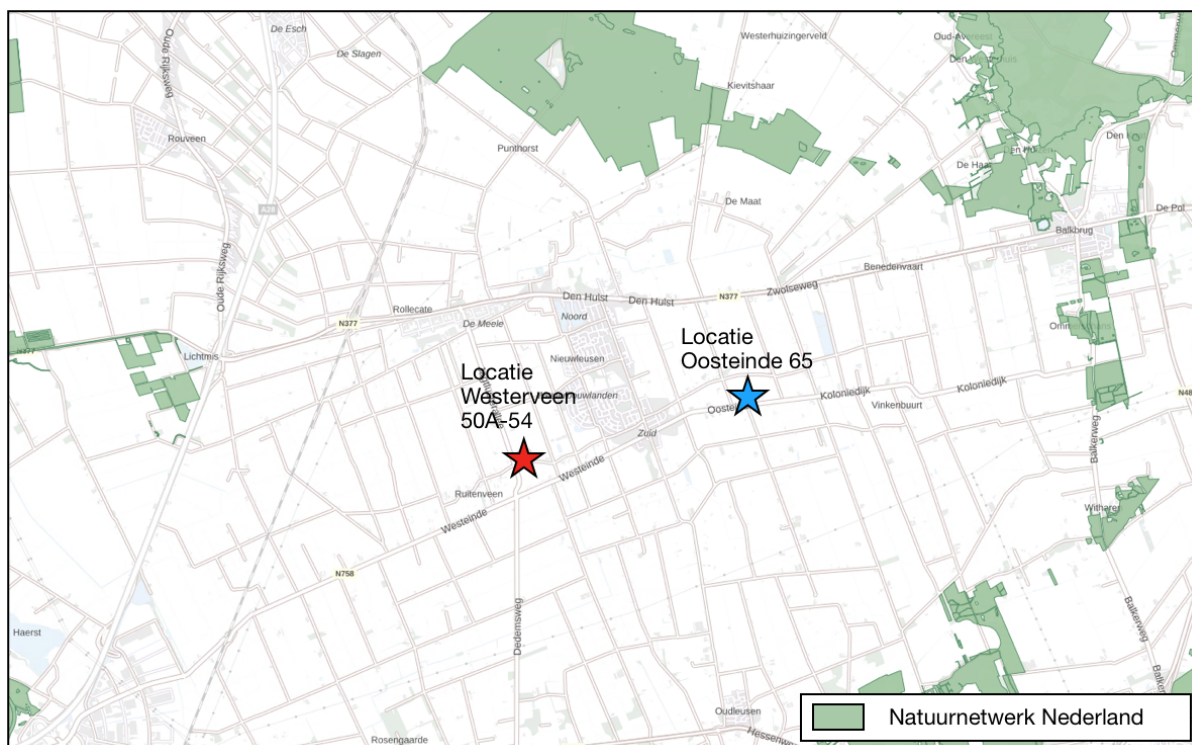 De Esch
De Slagen
Oude Rijksweg
Westerhuizingerveld
Oud-Avereest
Kievitshaar
Rouveen
Punthorst
De Haar
De Maat
De Pol
A28
Balkbrug
Oude Rijksweg
Benedenvaart
Zwolseweg
N377
Den Hulst
Den Hulst
Rollecate
N377
De Meele
Noord
Lichtmis
Nieuwleusen
Locatie
Oosteinde 65
Locatie
Westerveen
50A-54
Koloniedijk
Koloniedijk
Vinkenbuurt
Zuid
Westeinde
Balkerweg
Ruitenveen
Westeinde
N758
Dedemsweg
Haerst
Balkerweg
Oudleusen
Rosengaarde
Natuurnetwerk Nederland